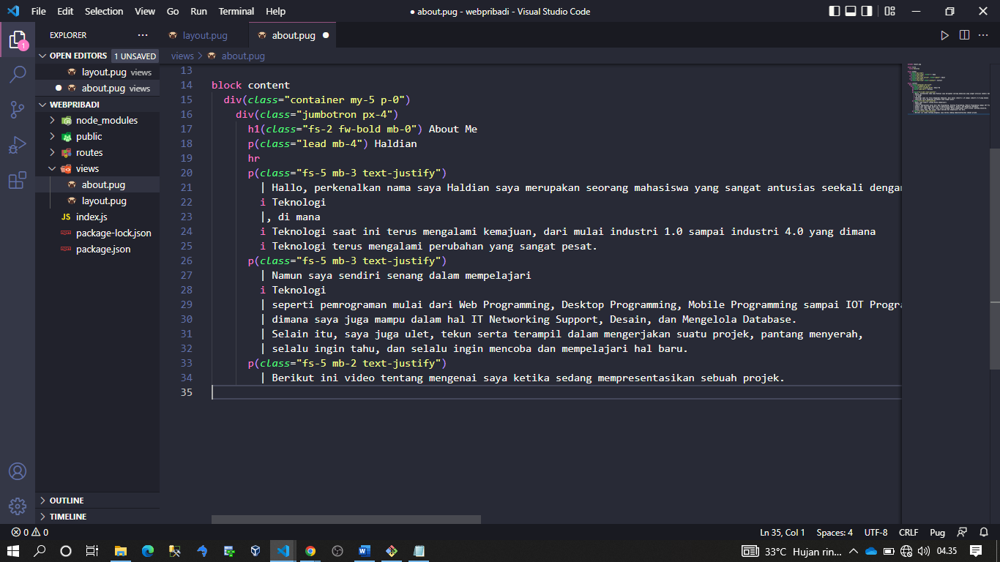 File Edit Selection View Go Run Terminal Help
● about.pug - webpribadi - Visual Studio Code
EXPLORER
layout.pug
about.pug
OPEN EDITORS 1 UNSAVED
layout.pug views
about.pug views
WEBPRIBADI
node_modules
public
routes
views
about.pug
layout.pug
JS index.js
package-lock.json
package.json
OUTLINE
TIMELINE
1
views > about.pug
13
14 block content
15 div(class="container my-5 p-0")
16 div(class="jumbotron px-4")
17 h1(class="fs-2 fw-bold mb-0") About Me
18 p(class="lead mb-4") Haldian
19 hr
20 p(class="fs-5 mb-3 text-justify")
21 | Hallo, perkenalkan nama saya Haldian saya merupakan seorang mahasiswa yang sangat antusias seekali dengan
22 i Teknologi
23 |, di mana
24 i Teknologi saat ini terus mengalami kemajuan, dari mulai industri 1.0 sampai industri 4.0 yang dimana
25 i Teknologi terus mengalami perubahan yang sangat pesat.
26 p(class="fs-5 mb-3 text-justify")
27 | Namun saya sendiri senang dalam mempelajari
28 i Teknologi
29 | seperti pemrograman mulai dari Web Programming, Desktop Programming, Mobile Programming sampai IOT Progra
30 | dimana saya juga mampu dalam hal IT Networking Support, Desain, dan Mengelola Database.
31 | Selain itu, saya juga ulet, tekun serta terampil dalam mengerjakan suatu projek, pantang menyerah,
32 | selalu ingin tahu, dan selalu ingin mencoba dan mempelajari hal baru.
33 p(class="fs-5 mb-2 text-justify")
34 | Berikut ini video tentang mengenai saya ketika sedang mempresentasikan sebuah projek.
35
0 0
Ln 35, Col 1 Spaces: 4 UTF-8 CRLF Pug
33°C Hujan rin... 04.35